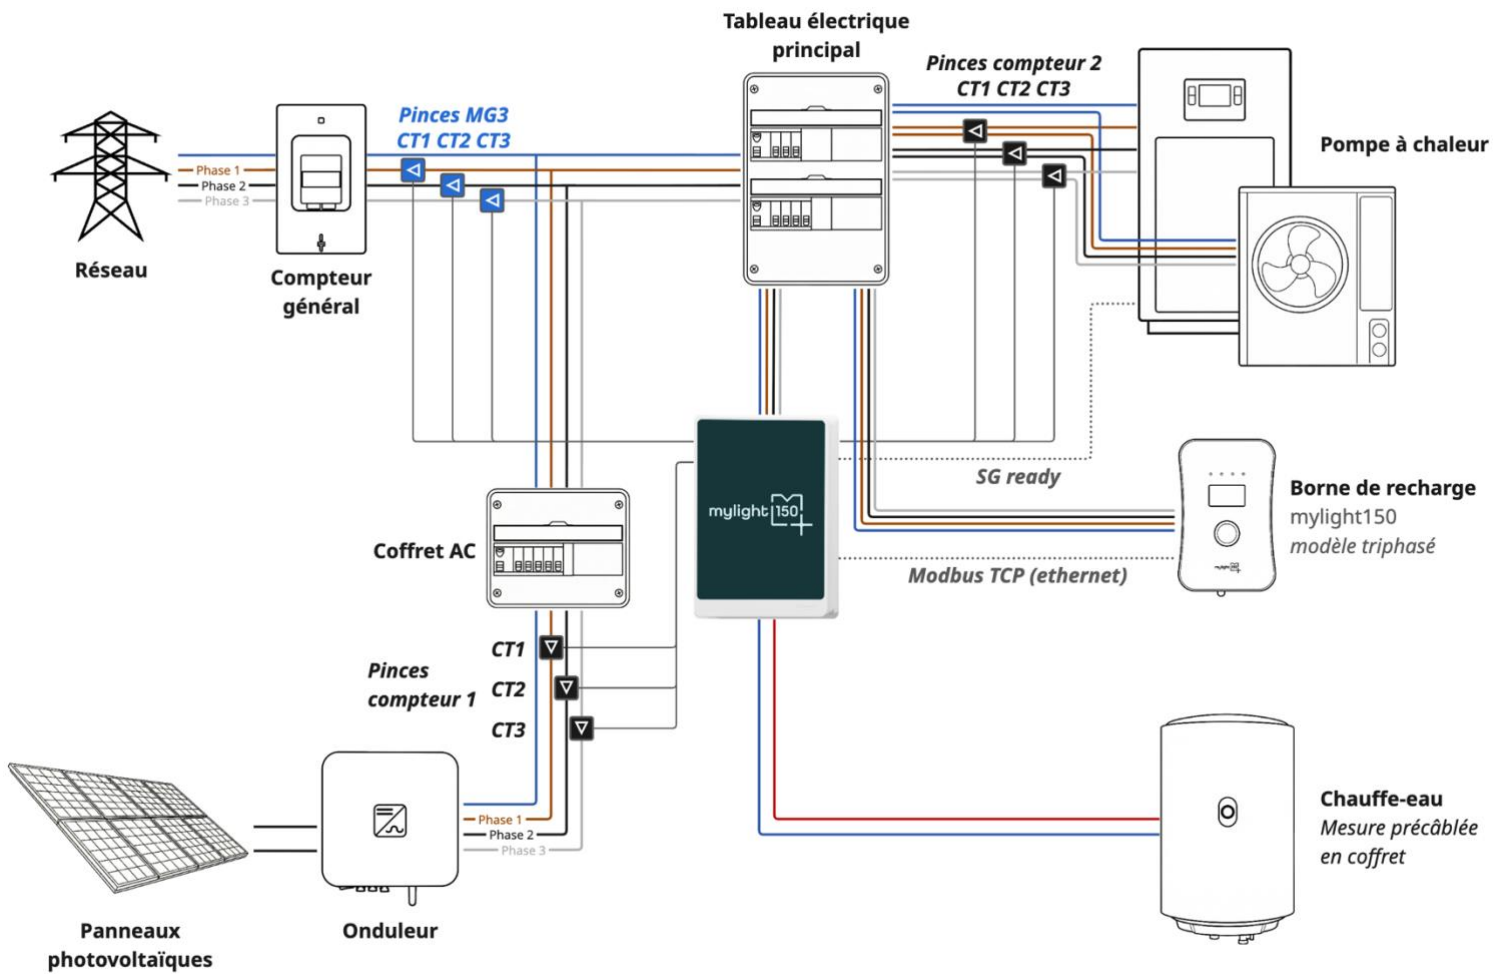 Tableau électrique
principal
Pinces compteur 2
CT1 CT2 CT3
Pinces MG3
CT1 CT2 CT3
Pompe à chaleur
Phase 1
Phase 2
Phase 3
Réseau
Compteur
général
SG ready
Borne de recharge
mylight150
modèle triphasé
mylight 150
Coffret AC
Modbus TCP (ethernet)
CT1
Pinces
compteur 1
CT2
CT3
Chauffe-eau
Mesure précâblée
en coffret
Phase 1
Phase 2
Phase 3
Panneaux
photovoltaïques
Onduleur